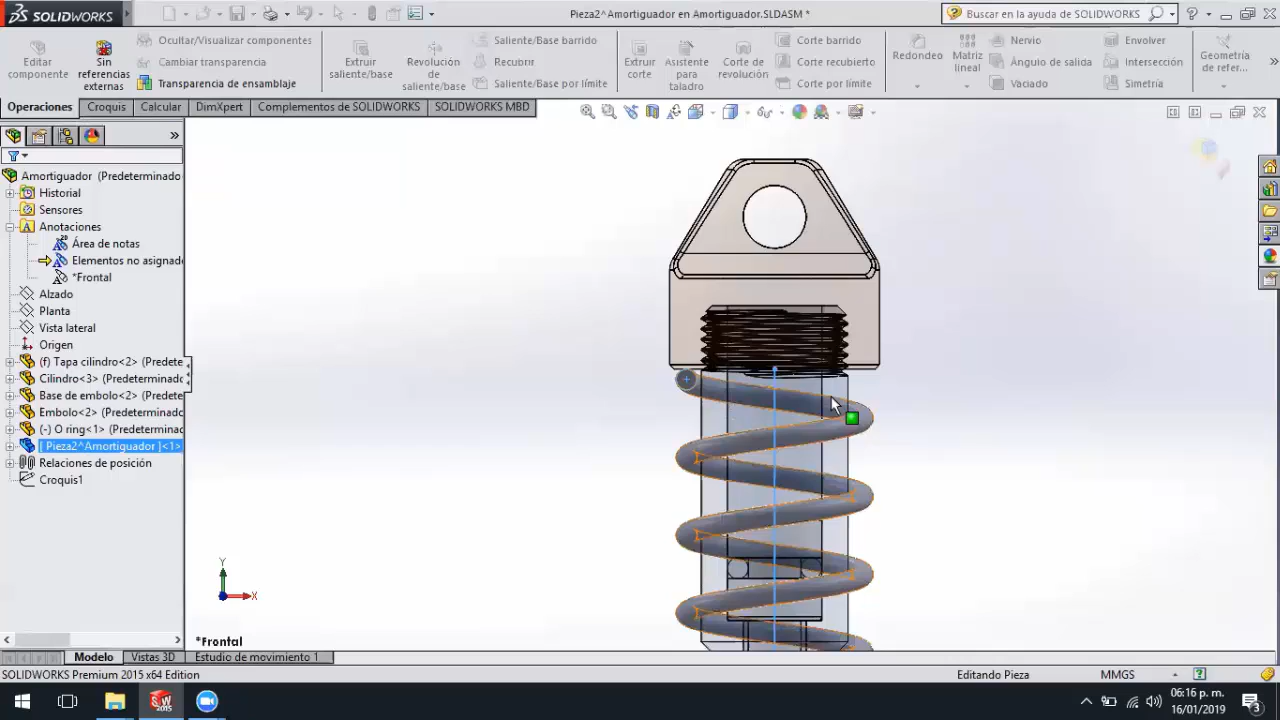 SOLIDWORKS
Pieza2^Amortiguador en Amortiguador.SLDASM *
Buscar en la ayuda de SOLIDWORKS
Editar componente
Sin referencias externas
Ocultar/Visualizar componentes
Cambiar transparencia
Transparencia de ensamblaje
Extruir saliente/base
Revolución de saliente/base
Saliente/Base barrido
Recubrir
Saliente/Base por límite
Extruir corte
Asistente para taladro
Corte de revolución
Corte barrido
Corte recubierto
Corte por límite
Redondeo
Matriz lineal
Nervio
Ángulo de salida
Vaciado
Envolver
Intersección
Simetría
Geometría de refer...
Operaciones
Croquis
Calcular
DimXpert
Complementos de SOLIDWORKS
SOLIDWORKS MBD
Amortiguador (Predeterminado
Historial
Sensores
Anotaciones
Área de notas
Elementos no asignad
*Frontal
Alzado
Planta
Vista lateral
Origen
(f) Tapa cilindro<2> (Predete
Cilindro<3> (Predeterminado
Base de embolo<2> (Predete
Embolo<2> (Predeterminado
(-) O ring<1> (Predeterminad
[ Pieza2^Amortiguador ]<1>
Relaciones de posición
Croquis1
Y
X
*Frontal
Modelo
Vistas 3D
Estudio de movimiento 1
SOLIDWORKS Premium 2015 x64 Edition
Editando Pieza
MMGS
06:16 p. m.
16/01/2019
3